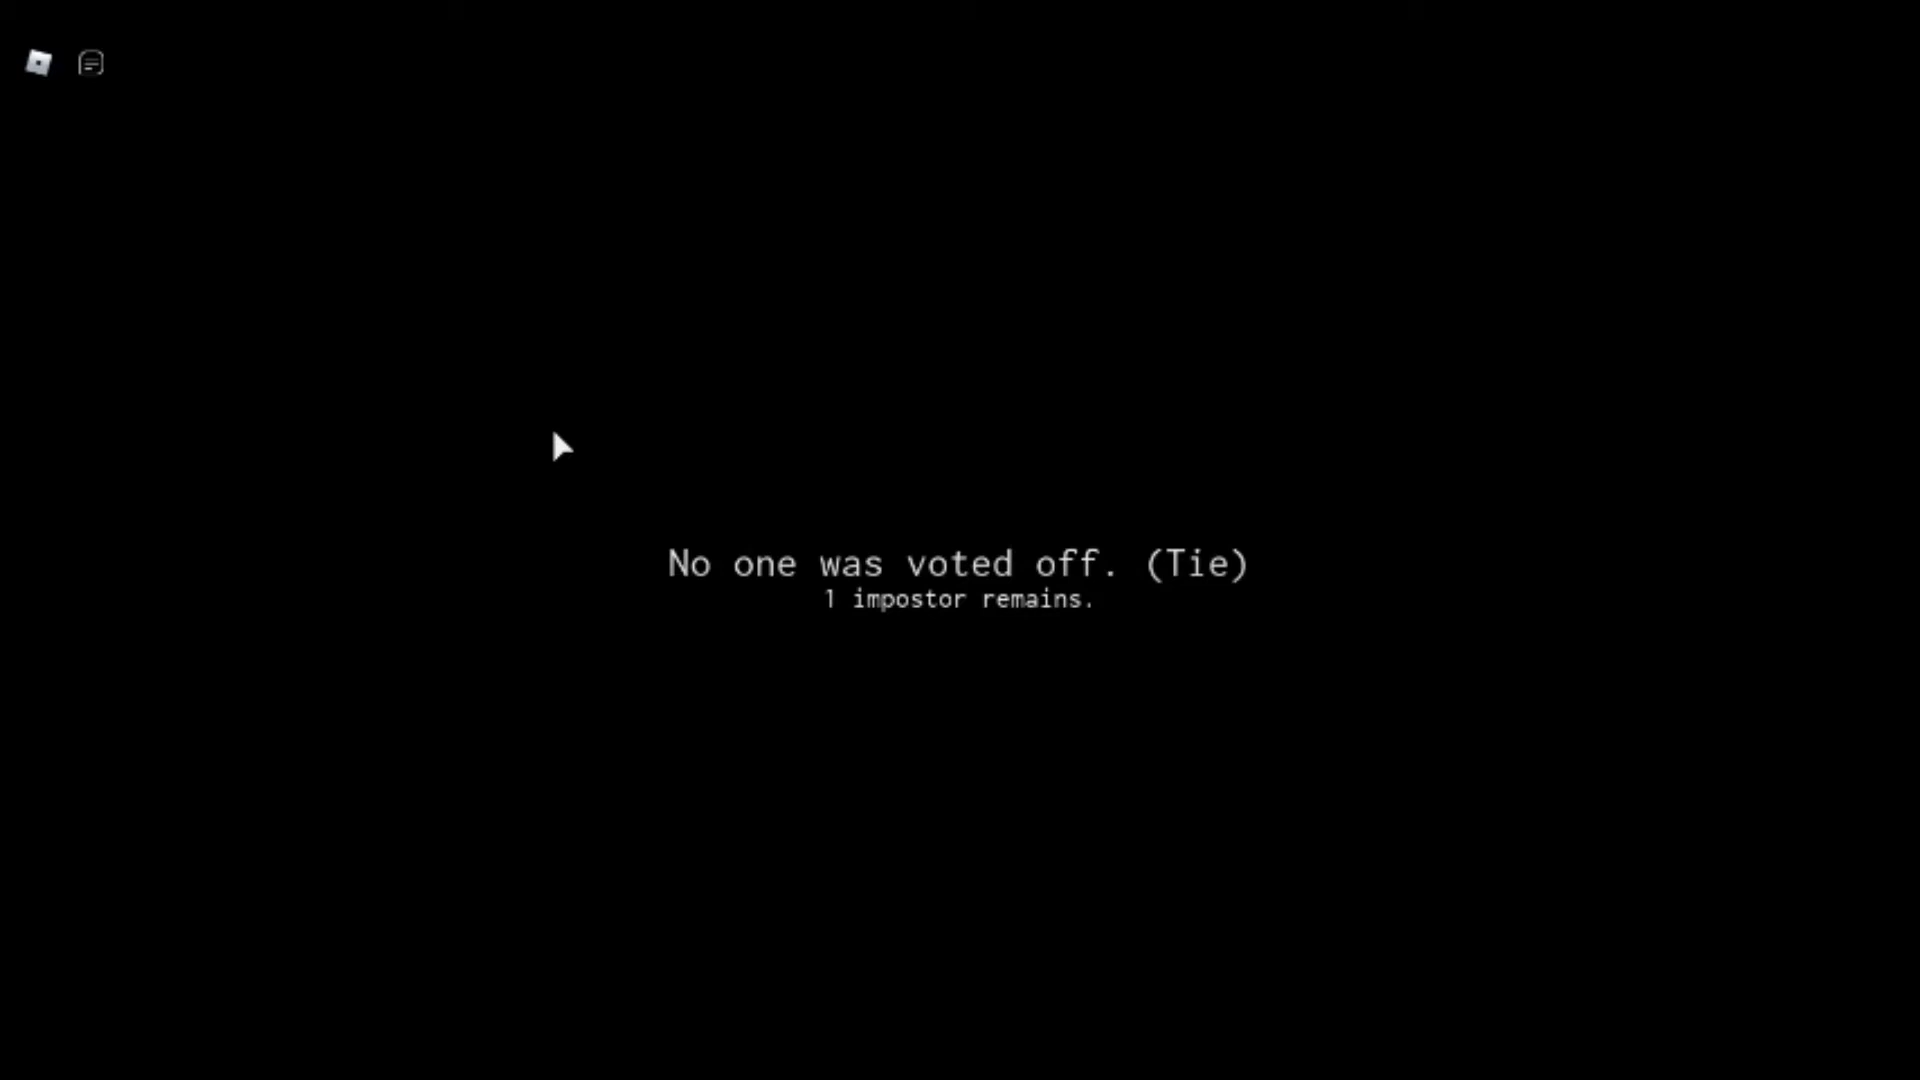 No one was voted off. (Tie)
1 impostor remains.